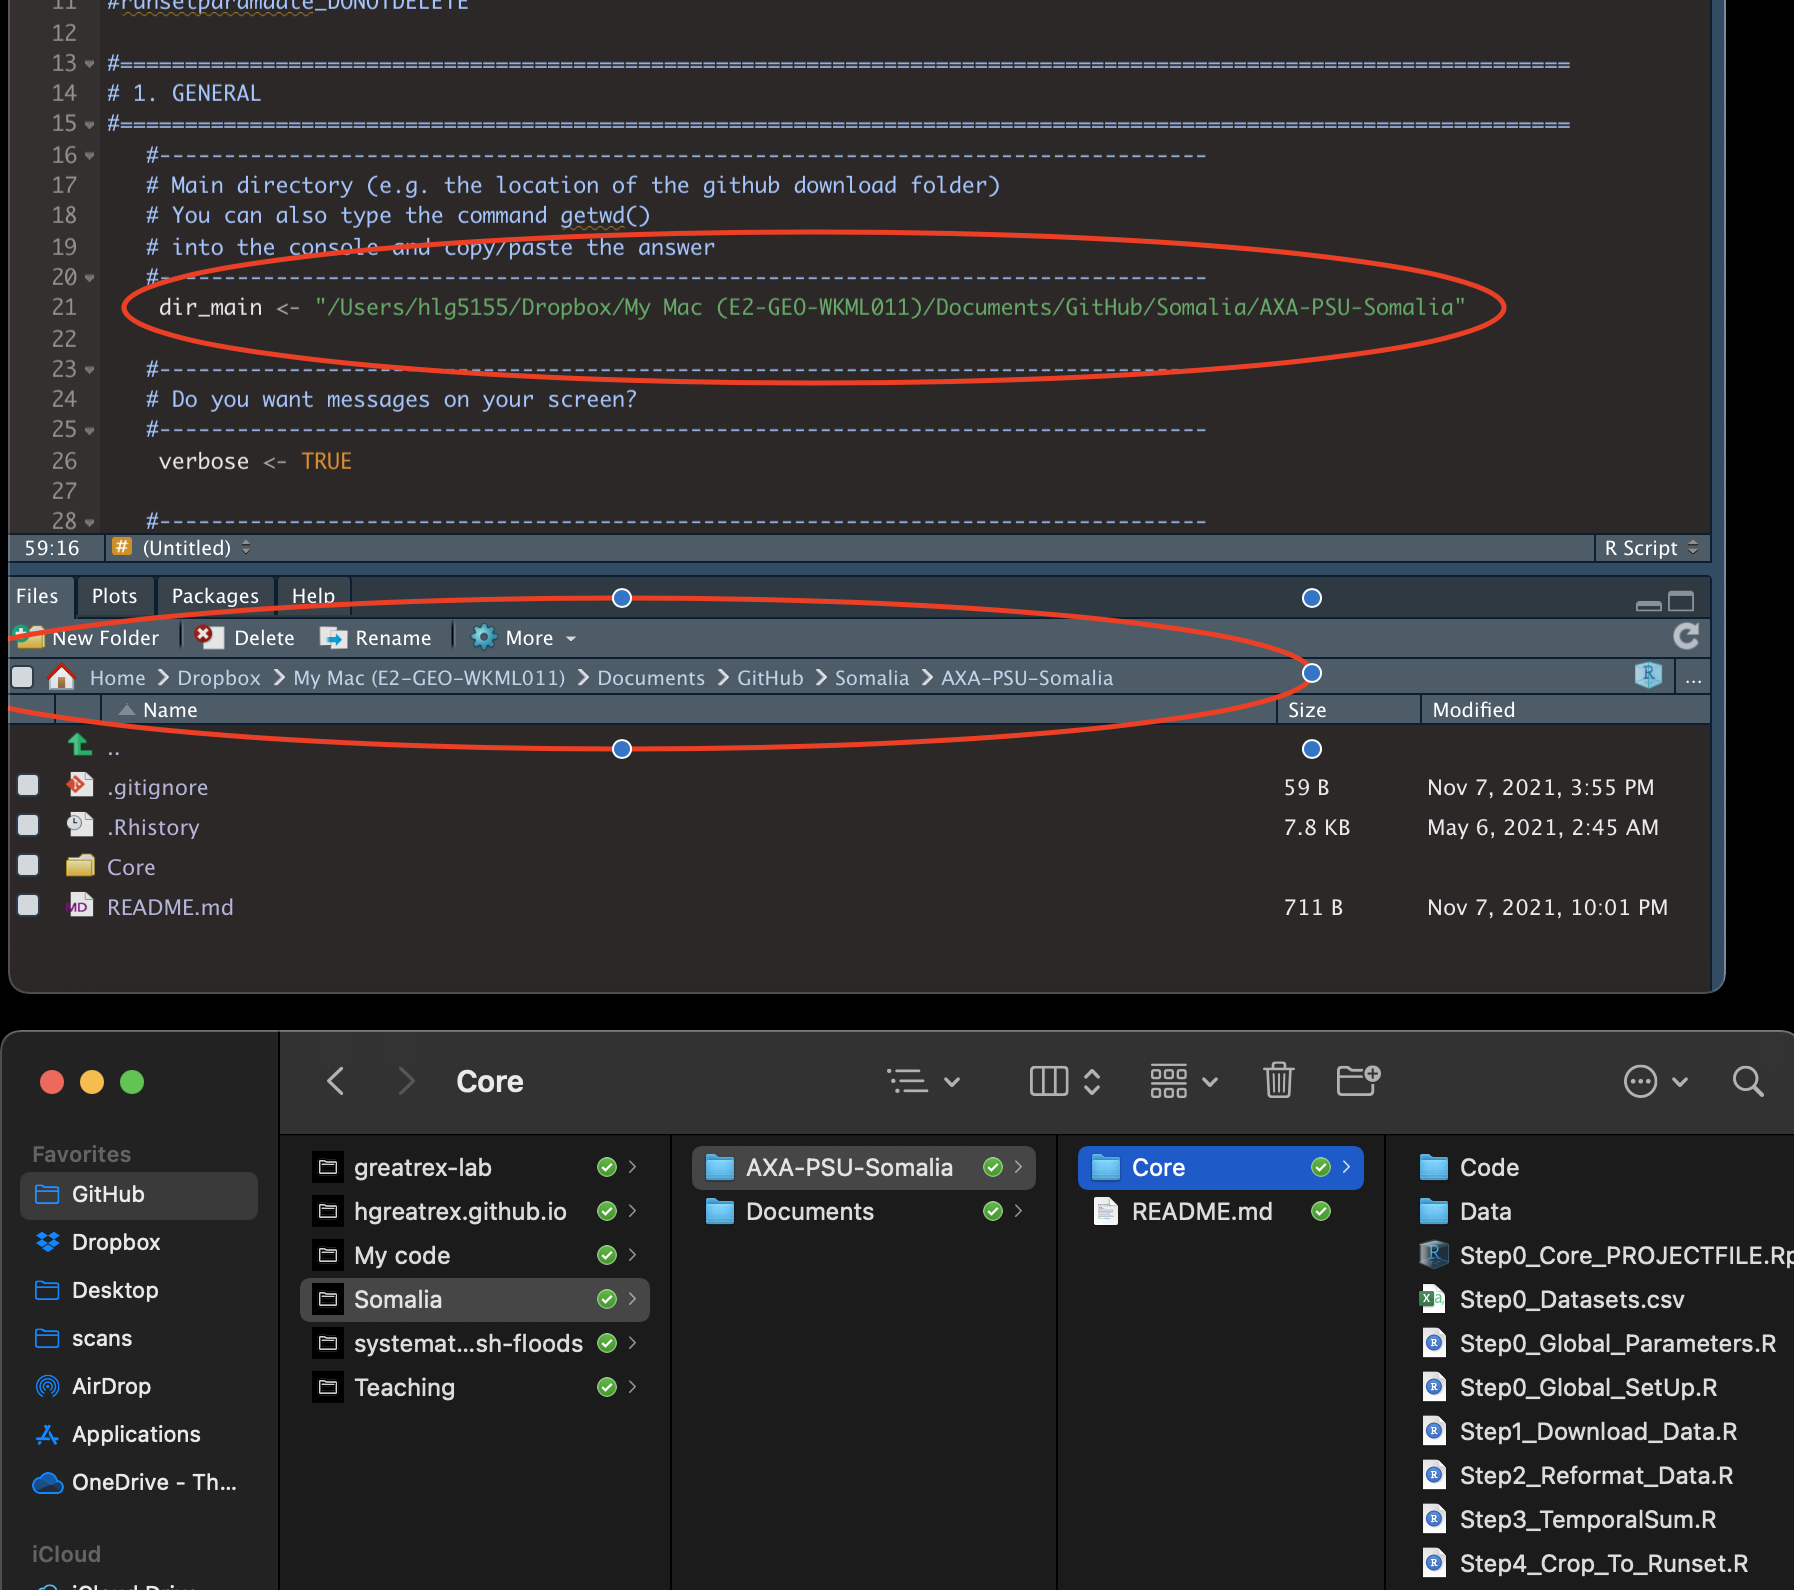 11 #runsetparamdate_DONOTDELETE
12
13 #================================================================================================================
14 # 1. GENERAL
15 #================================================================================================================
16 #---------------------------------------------------------------------------------
17 # Main directory (e.g. the location of the github download folder)
18 # You can also type the command getwd()
19 # into the console and copy/paste the answer
20 #---------------------------------------------------------------------------------
21 dir_main <- "/Users/hlg5155/Dropbox/My Mac (E2-GEO-WKML011)/Documents/GitHub/Somalia/AXA-PSU-Somalia"
22
23 #---------------------------------------------------------------------------------
24 # Do you want messages on your screen?
25 #---------------------------------------------------------------------------------
26 verbose <- TRUE
27
28 #---------------------------------------------------------------------------------
59:16 # (Untitled) R Script
Files Plots Packages Help
New Folder Delete Rename More
Home Dropbox My Mac (E2-GEO-WKML011) Documents GitHub Somalia AXA-PSU-Somalia R ...
Name Size Modified
..
.gitignore 59 B Nov 7, 2021, 3:55 PM
.Rhistory 7.8 KB May 6, 2021, 2:45 AM
Core
README.md 711 B Nov 7, 2021, 10:01 PM
Core
Favorites
GitHub
Dropbox
Desktop
scans
AirDrop
Applications
OneDrive - Th...
iCloud
iCloud Drive
greatrex-lab
hgreatrex.github.io
My code
Somalia
systemat...sh-floods
Teaching
AXA-PSU-Somalia
Documents
Core
README.md
Code
Data
Step0_Core_PROJECTFILE.Rp
Step0_Datasets.csv
Step0_Global_Parameters.R
Step0_Global_SetUp.R
Step1_Download_Data.R
Step2_Reformat_Data.R
Step3_TemporalSum.R
Step4_Crop_To_Runset.R